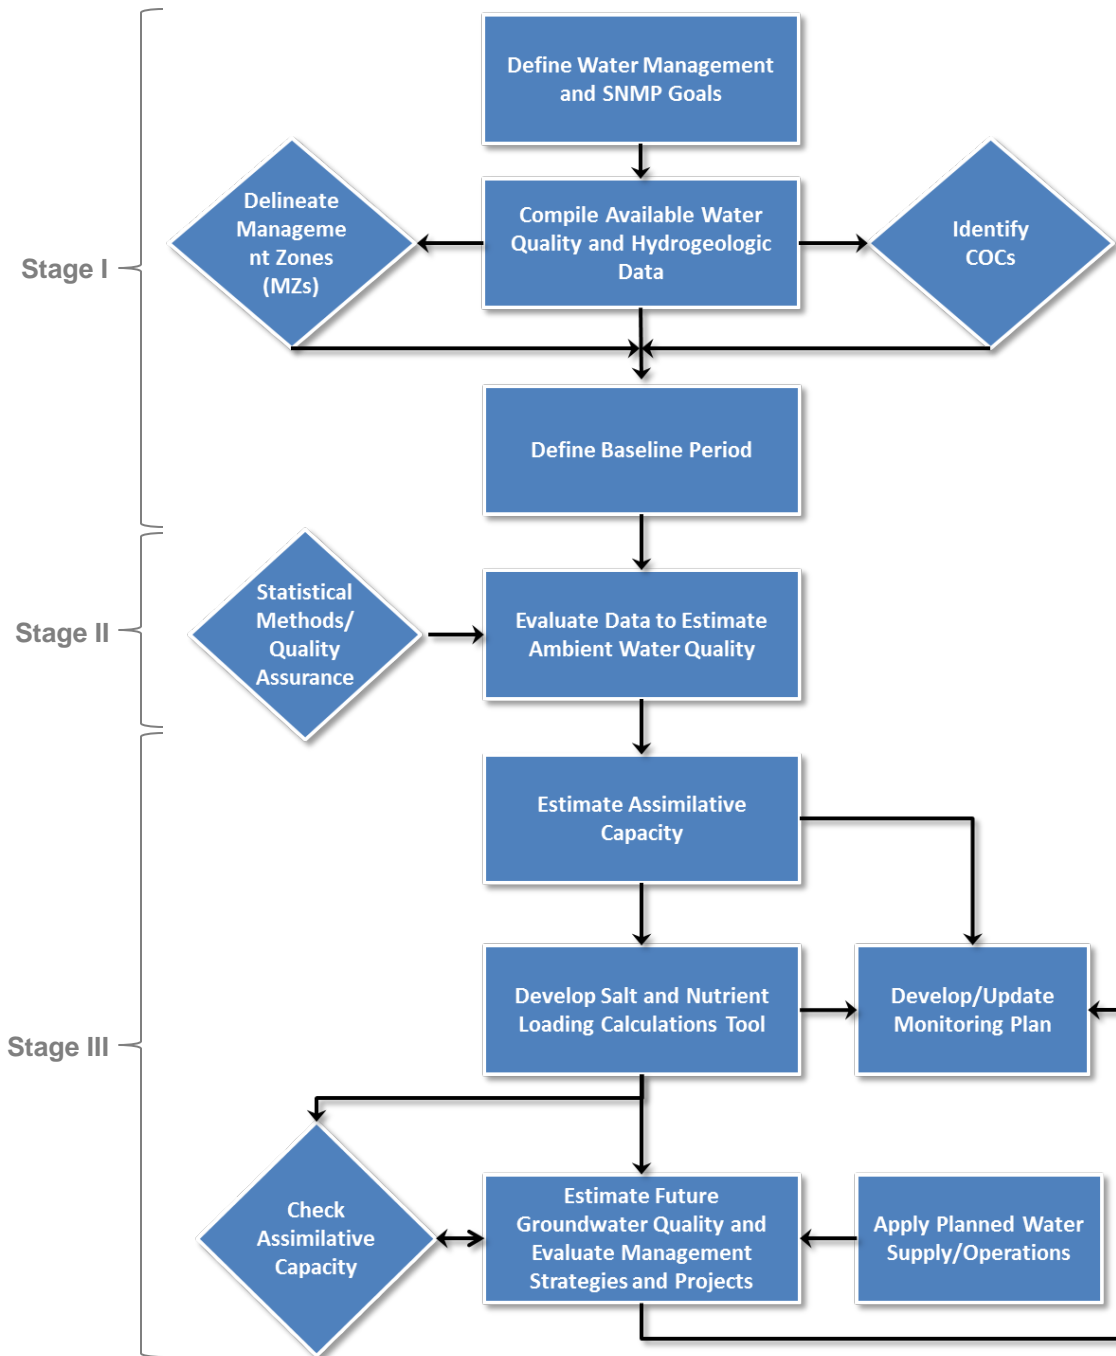 Define Water Management
and SNMP Goals
Delineate
Manageme
nt Zones
(MZs)
Compile Available Water
Quality and Hydrogeologic
Data
Identify
COCs
Stage I
Define Baseline Period
Statistical
Methods/
Quality
Assurance
Evaluate Data to Estimate
Ambient Water Quality
Stage II
Estimate Assimilative
Capacity
Develop Salt and Nutrient
Loading Calculations Tool
Develop/Update
Monitoring Plan
Stage III
Check
Assimilative
Capacity
Estimate Future
Groundwater Quality and
Evaluate Management
Strategies and Projects
Apply Planned Water
Supply/Operations